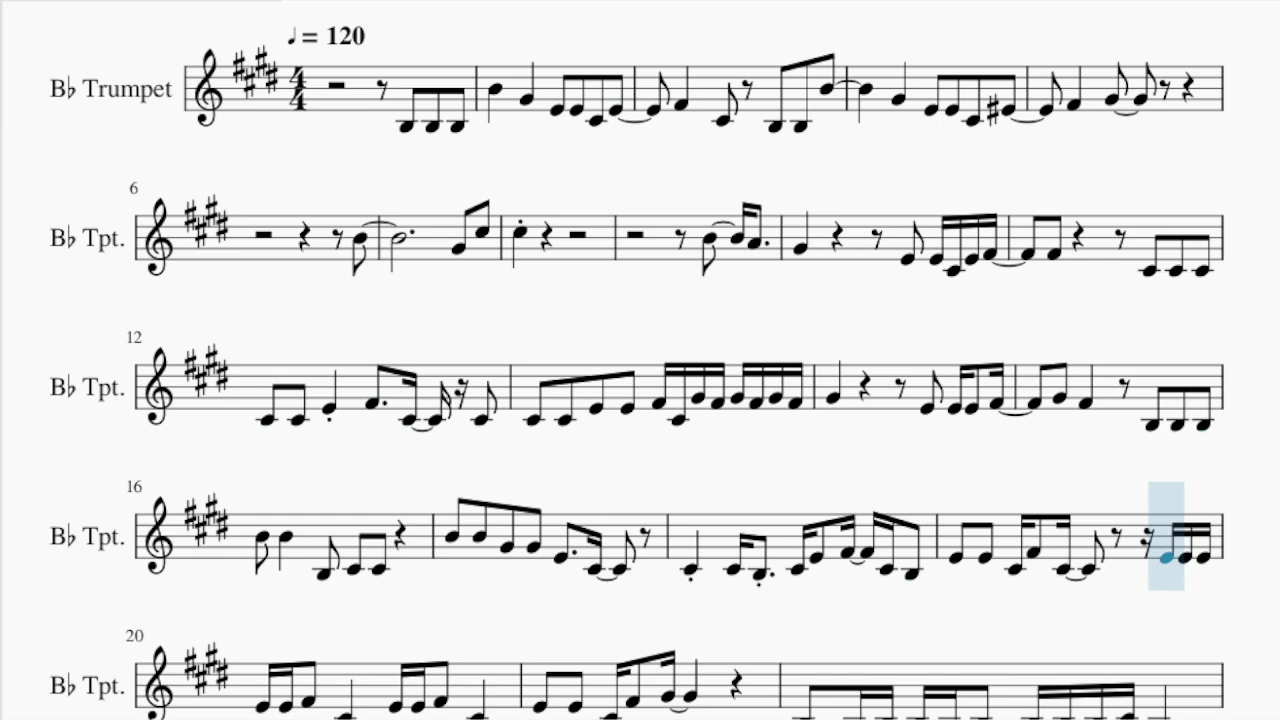 ♩ = 120
B♭ Trumpet
4
4
6
B♭ Tpt.
12
B♭ Tpt.
16
B♭ Tpt.
20
B♭ Tpt.